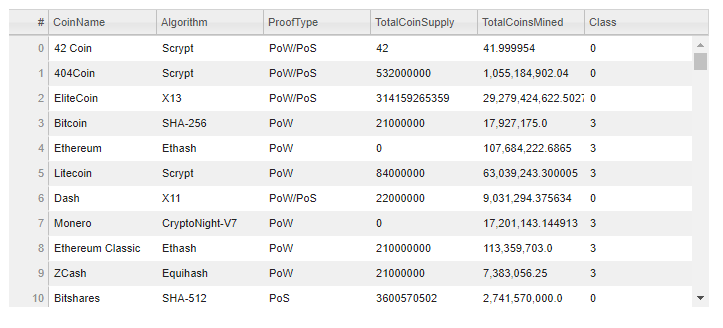 # CoinName Algorithm ProofType TotalCoinSupply TotalCoinsMined Class
0 42 Coin Scrypt PoW/PoS 42 41.999954 0
1 404Coin Scrypt PoW/PoS 532000000 1,055,184,902.04 0
2 EliteCoin X13 PoW/PoS 314159265359 29,279,424,622.5027 0
3 Bitcoin SHA-256 PoW 21000000 17,927,175.0 3
4 Ethereum Ethash PoW 0 107,684,222.6865 3
5 Litecoin Scrypt PoW 84000000 63,039,243.300005 3
6 Dash X11 PoW/PoS 22000000 9,031,294.375634 0
7 Monero CryptoNight-V7 PoW 0 17,201,143.144913 3
8 Ethereum Classic Ethash PoW 210000000 113,359,703.0 3
9 ZCash Equihash PoW 21000000 7,383,056.25 3
10 Bitshares SHA-512 PoS 3600570502 2,741,570,000.0 0